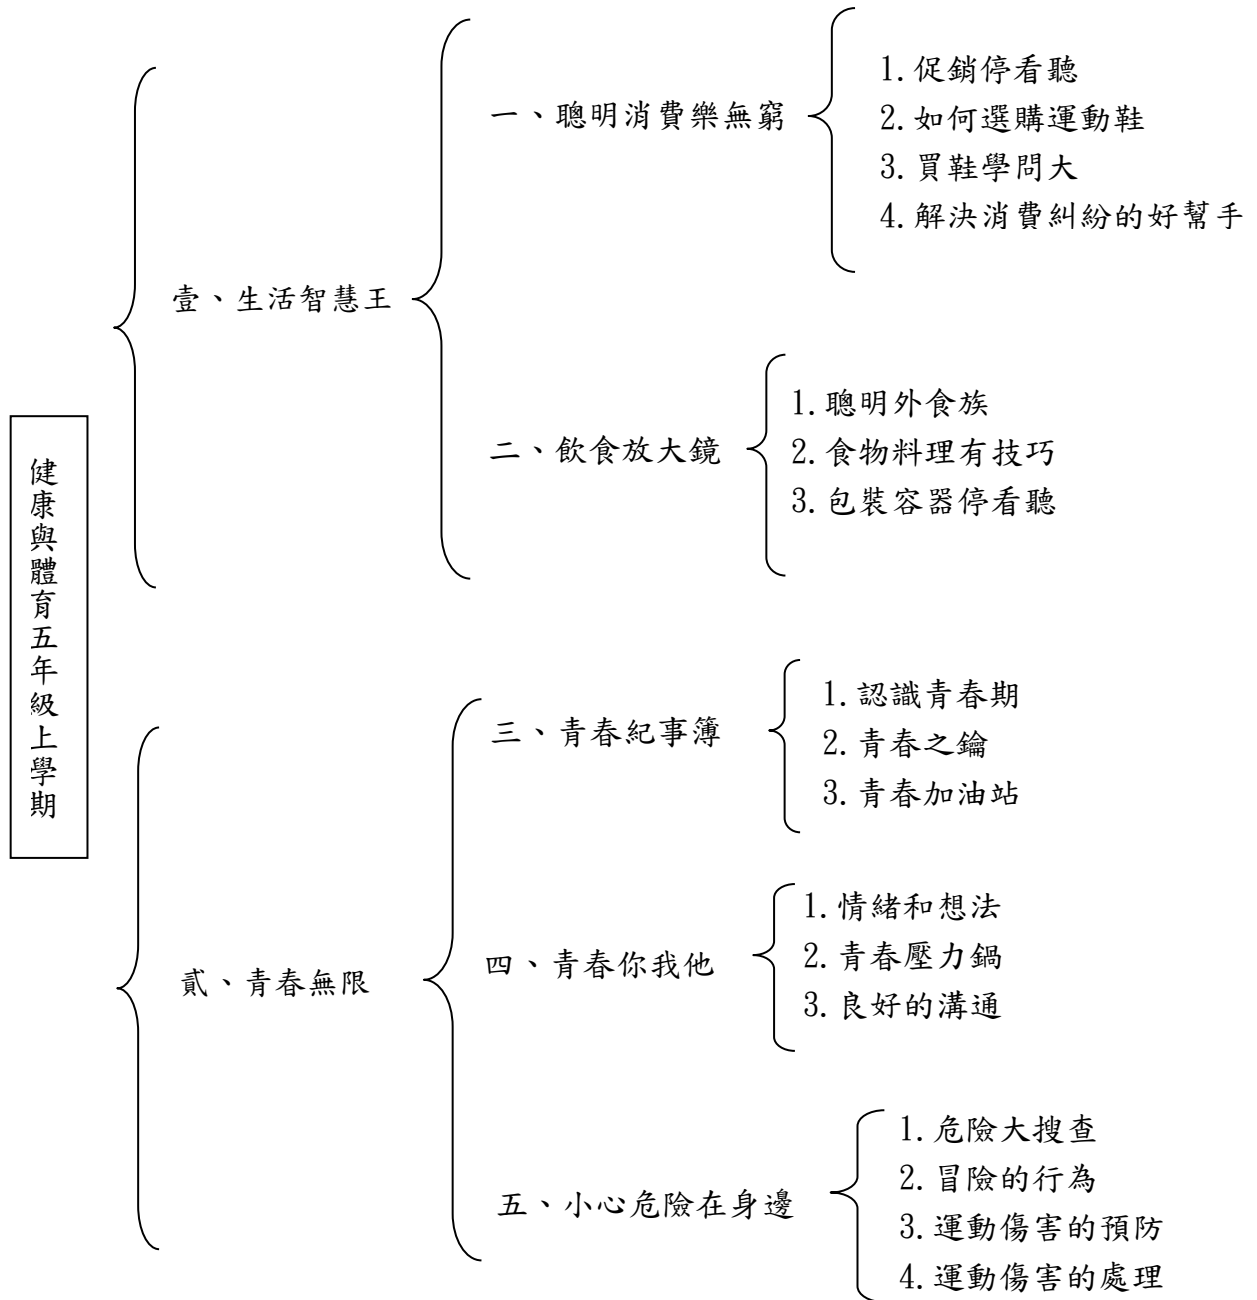 健康與體育五年級上學期
壹、生活智慧王
一、聰明消費樂無窮
1.促銷停看聽
2.如何選購運動鞋
3.買鞋學問大
4.解決消費糾紛的好幫手
二、飲食放大鏡
1.聰明外食族
2.食物料理有技巧
3.包裝容器停看聽
貳、青春無限
三、青春紀事簿
1.認識青春期
2.青春之鑰
3.青春加油站
四、青春你我他
1.情緒和想法
2.青春壓力鍋
3.良好的溝通
五、小心危險在身邊
1.危險大搜查
2.冒險的行為
3.運動傷害的預防
4.運動傷害的處理